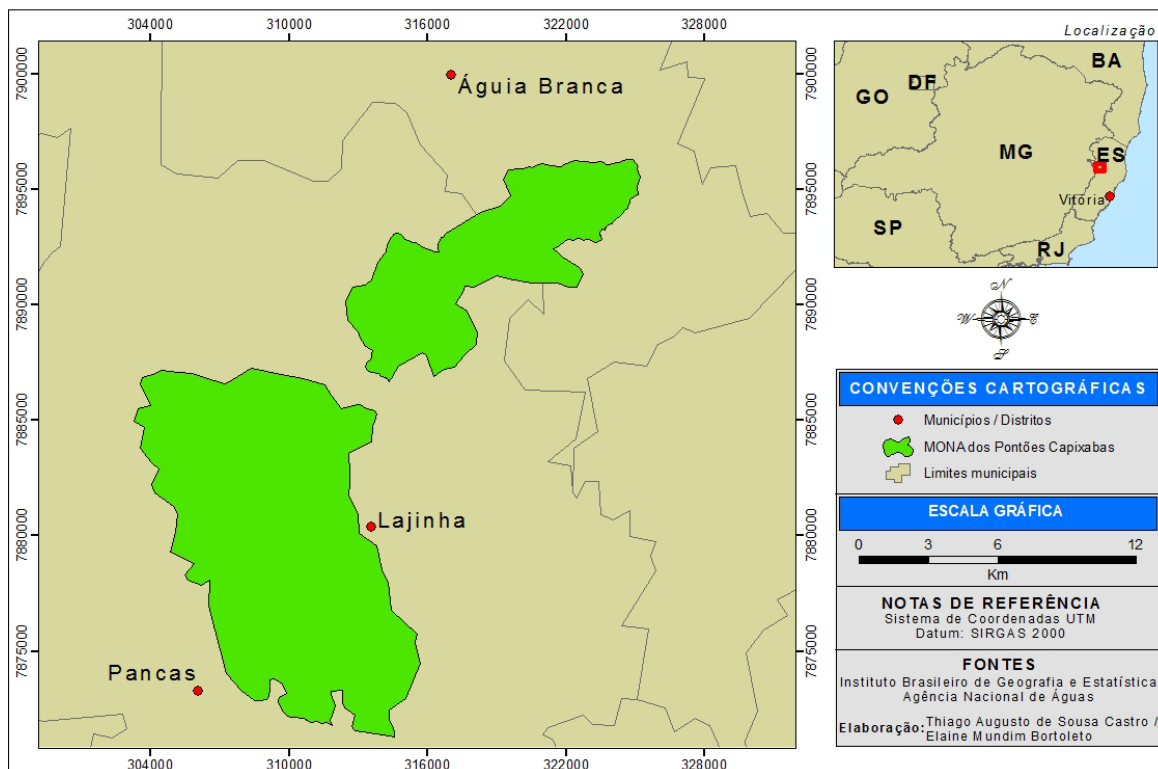 304000
310000
316000
322000
328000
7900000
7895000
7890000
7885000
7880000
7875000
Águia Branca
Lajinha
Pancas
7900000
7895000
7890000
7885000
7880000
7875000
304000
310000
316000
322000
328000
Localização
BA
DF
GO
MG
ES
Vitória
SP
RJ
N
W
E
S
CONVENÇÕES CARTOGRÁFICAS
Municípios / Distritos
MONA dos Pontões Capixabas
Limites municipais
ESCALA GRÁFICA
0 3 6 12
Km
NOTAS DE REFERÊNCIA
Sistema de Coordenadas UTM
Datum: SIRGAS 2000
FONTES
Instituto Brasileiro de Geografia e Estatística
Agência Nacional de Águas
Elaboração: Thiago Augusto de Sousa Castro /
Elaine Mundim Bortoleto